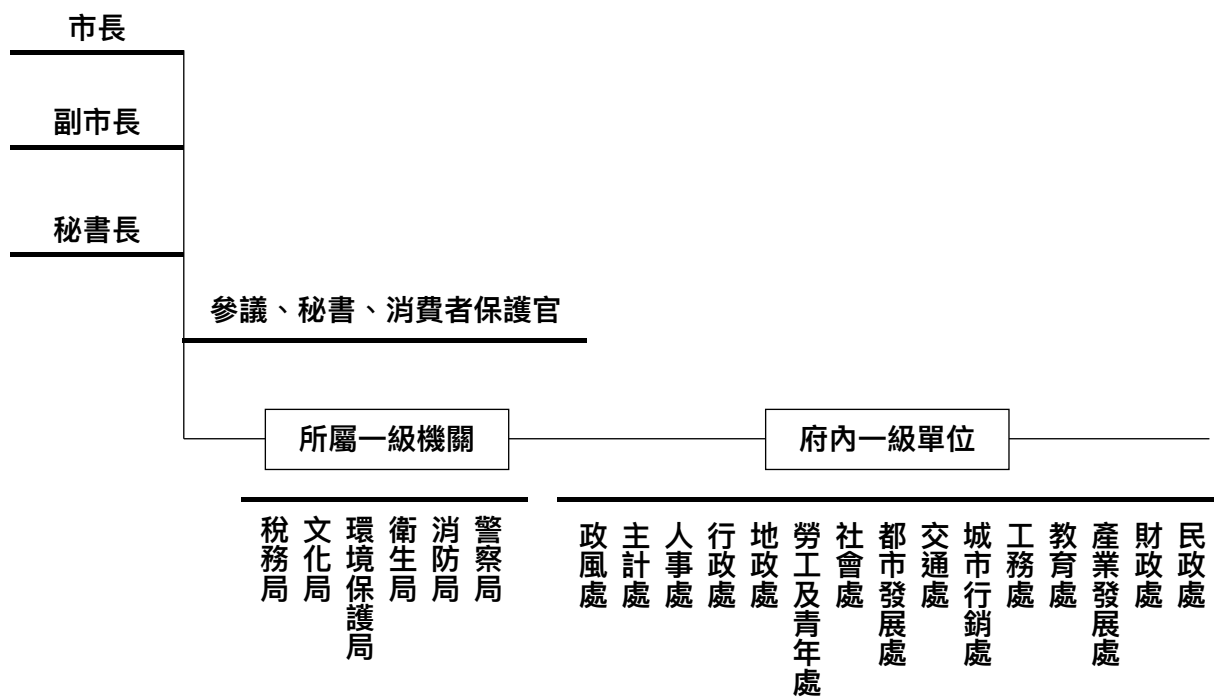 市長
副市長
秘書長
參議、秘書、消費者保護官
所屬一級機關
府內一級單位
稅務局
文化局
環境保護局
衛生局
消防局
警察局
政風處
主計處
人事處
行政處
地政處
勞工及青年處
社會處
都市發展處
交通處
城市行銷處
工務處
教育處
產業發展處
財政處
民政處